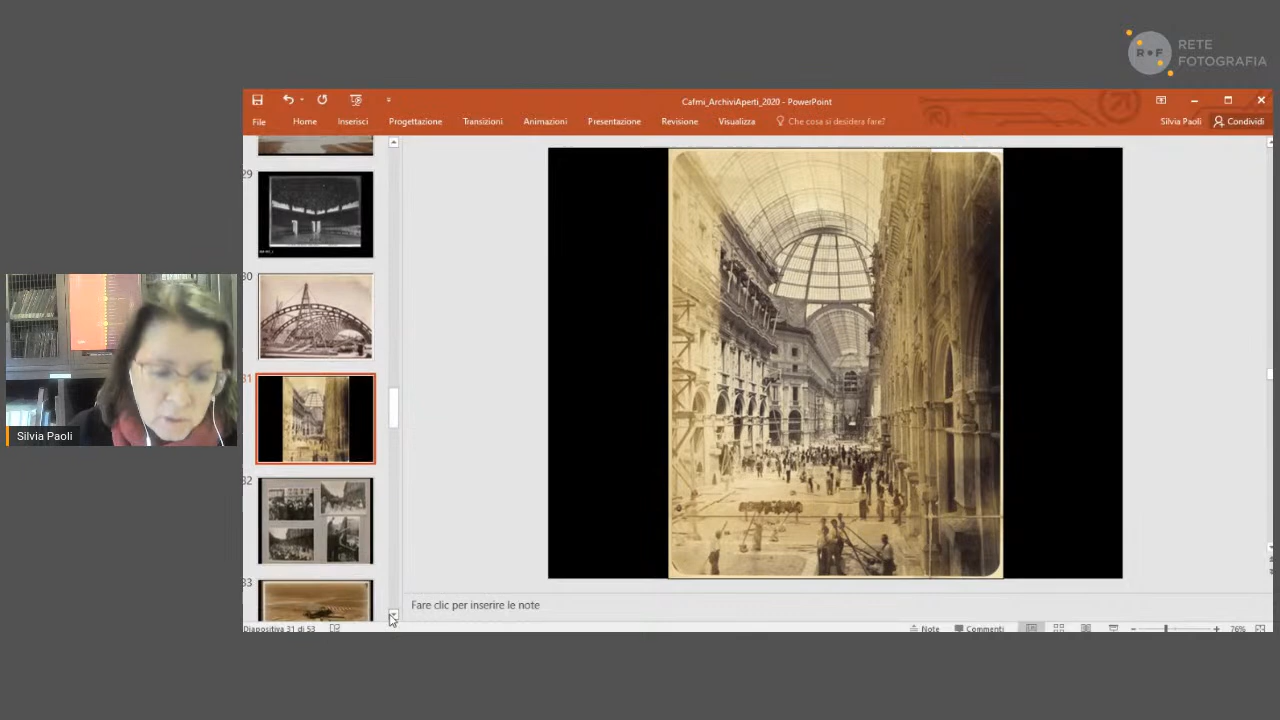 RETE
R F
FOTOGRAFIA
Cafmi_ArchiviAperti_2020 - PowerPoint
File Home Inserisci Progettazione Transizioni Animazioni Presentazione Revisione Visualizza Che cosa si desidera fare? Silvia Paoli Condividi
29
30
31
32
33
Silvia Paoli
Fare clic per inserire le note
Diapositiva 31 di 53 Note Commenti 76%